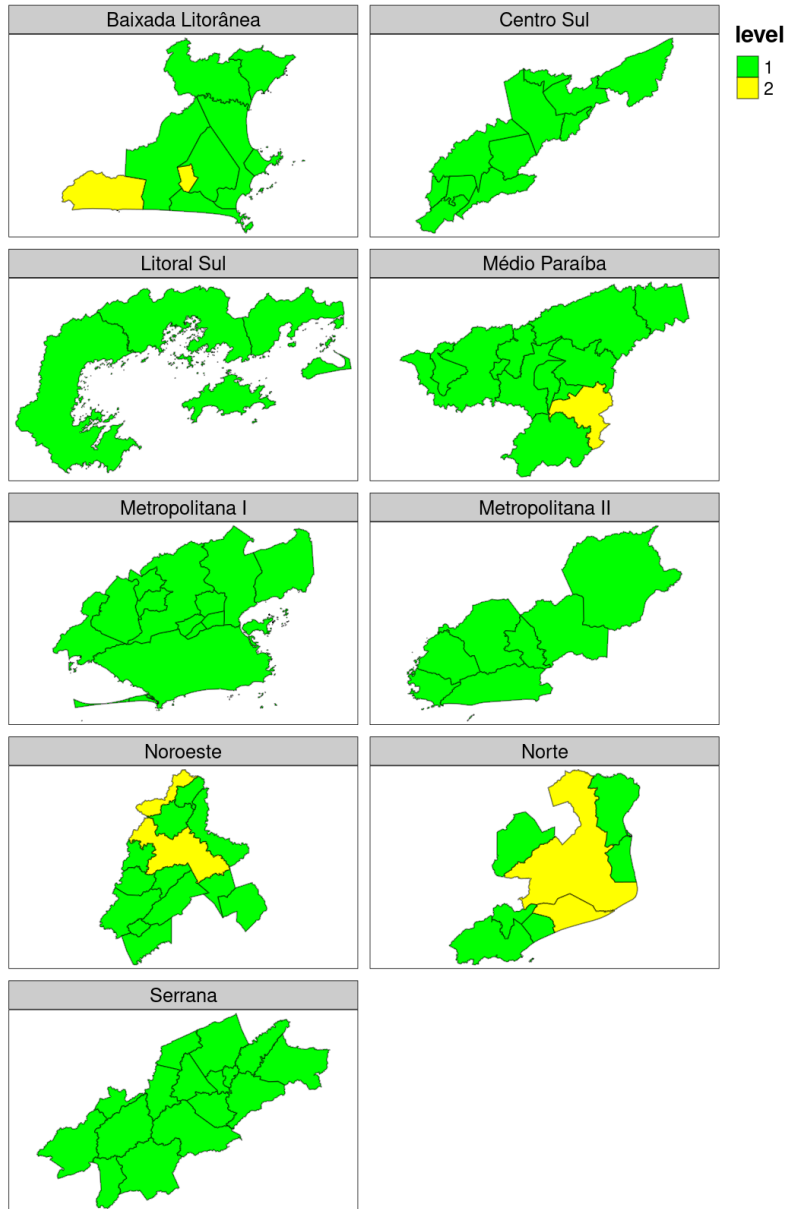 Baixada Litorânea
Centro Sul
level
1
2
Litoral Sul
Médio Paraíba
Metropolitana I
Metropolitana II
Noroeste
Norte
Serrana